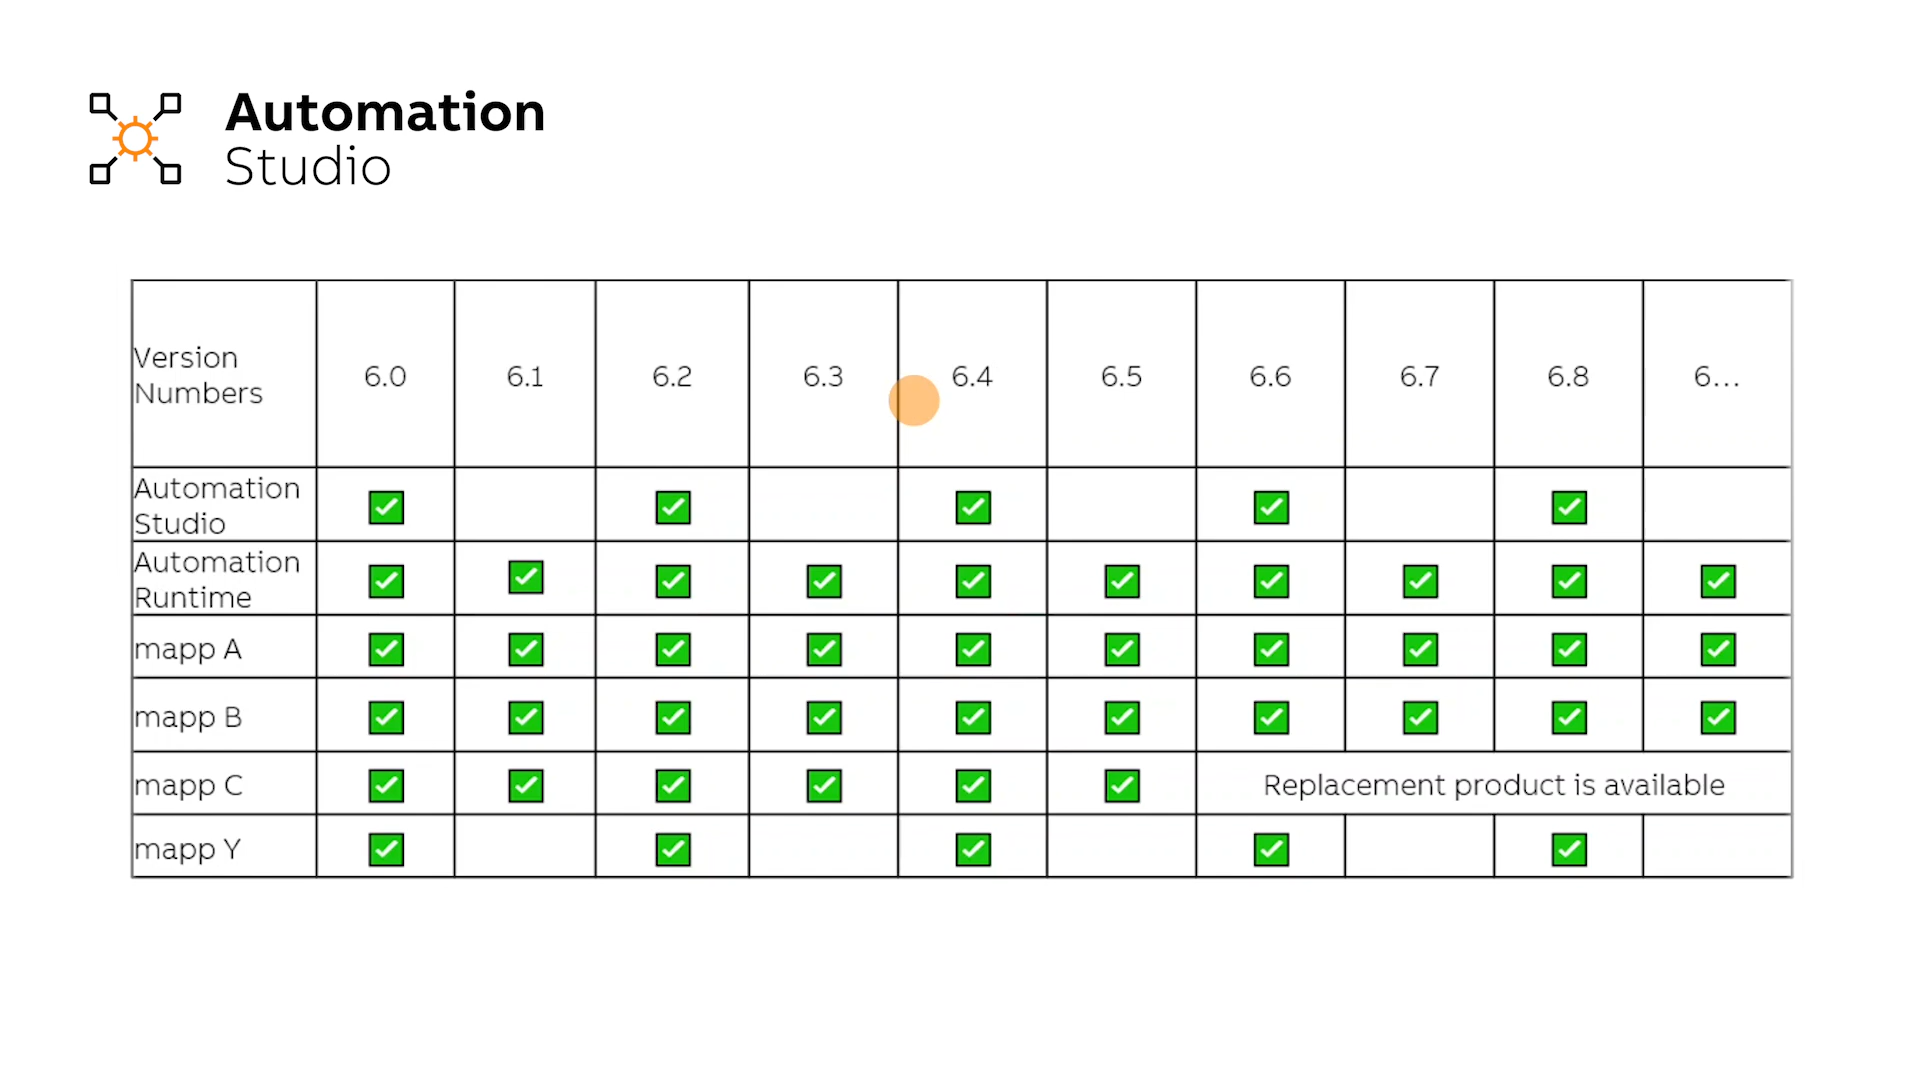 Automation
Studio
Version
Numbers
6.0
6.1
6.2
6.3
6.4
6.5
6.6
6.7
6.8
6...
Automation
Studio
Automation
Runtime
mapp A
mapp B
mapp C
Replacement product is available
mapp Y